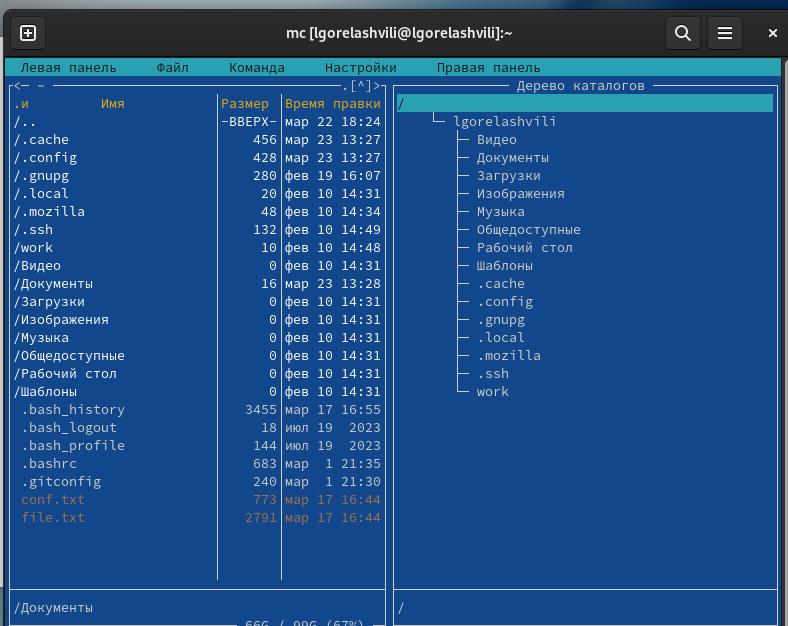 mc [lgorelashvili@lgorelashvili]:~
Левая панель Файл Команда Настройки Правая панель
<─ ~ .[^]>
.и Имя Размер Время правки
/.. -ВВЕРХ- мар 22 18:24
/.cache 456 мар 23 13:27
/.config 428 мар 23 13:27
/.gnupg 280 фев 19 16:07
/.local 20 фев 10 14:31
/.mozilla 48 фев 10 14:34
/.ssh 132 фев 10 14:49
/work 10 фев 10 14:48
/Видео 0 фев 10 14:31
/Документы 16 мар 23 13:28
/Загрузки 0 фев 10 14:31
/Изображения 0 фев 10 14:31
/Музыка 0 фев 10 14:31
/Общедоступные 0 фев 10 14:31
/Рабочий стол 0 фев 10 14:31
/Шаблоны 0 фев 10 14:31
.bash_history 3455 мар 17 16:55
.bash_logout 18 июл 19 2023
.bash_profile 144 июл 19 2023
.bashrc 683 мар 1 21:35
.gitconfig 240 мар 1 21:30
conf.txt 773 мар 17 16:44
file.txt 2791 мар 17 16:44
/Документы
66G / 99G (67%)
Дерево каталогов
/
lgorelashvili
Видео
Документы
Загрузки
Изображения
Музыка
Общедоступные
Рабочий стол
Шаблоны
.cache
.config
.gnupg
.local
.mozilla
.ssh
work
/